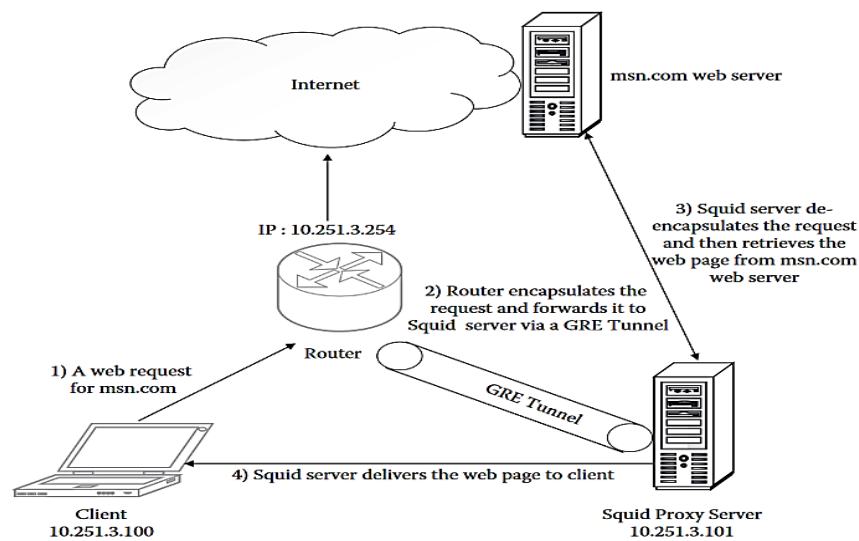 Internet
msn.com web server
IP : 10.251.3.254
3) Squid server de-
encapsulates the request
and then retrieves the
web page from msn.com
web server
2) Router encapsulates the
request and forwards it to
Squid server via a GRE Tunnel
Router
1) A web request
for msn.com
GRE Tunnel
4) Squid server delivers the web page to client
Client
10.251.3.100
Squid Proxy Server
10.251.3.101